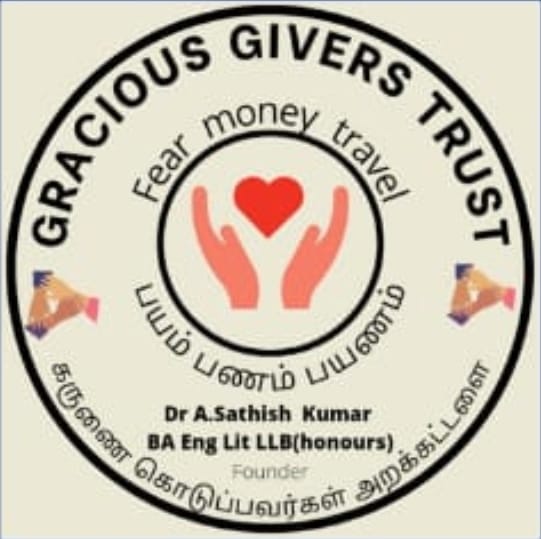 GRACIOUS GIVERS TRUST
Fear money travel
பயம் பணம் பயணம்
Dr A.Sathish Kumar
BA Eng Lit LLB(honours)
Founder
கருணை கொடுப்பவர்கள் அறக்கட்டளை